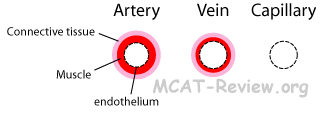 Artery Vein Capillary
Connective tissue
Muscle
endothelium
MCAT-Review.org